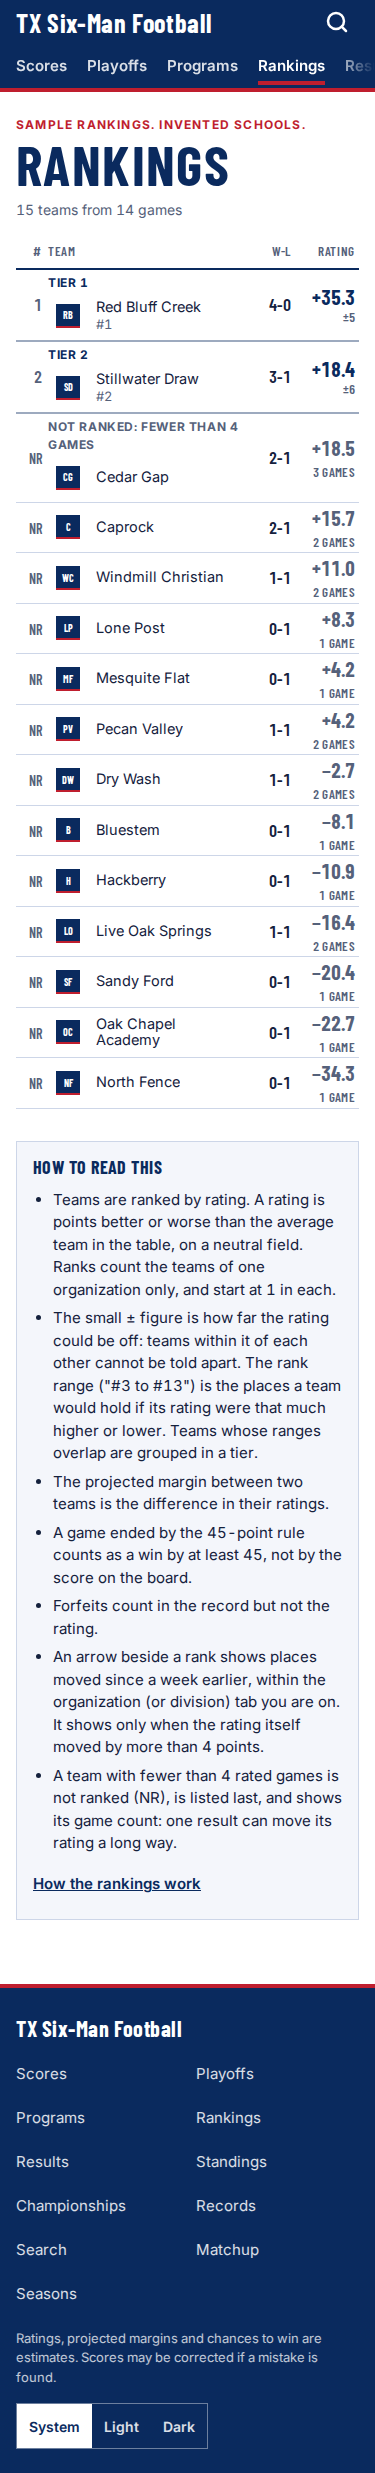 TX Six-Man Football
Scores Playoffs Programs Rankings Res
SAMPLE RANKINGS. INVENTED SCHOOLS.
RANKINGS
15 teams from 14 games
# TEAM W-L RATING
TIER 1
1 RB Red Bluff Creek 4-0 +35.3
#1 ±5
TIER 2
2 SD Stillwater Draw 3-1 +18.4
#2 ±6
NOT RANKED: FEWER THAN 4
GAMES
NR CG Cedar Gap 2-1 +18.5
3 GAMES
NR C Caprock 2-1 +15.7
2 GAMES
NR WC Windmill Christian 1-1 +11.0
2 GAMES
NR LP Lone Post 0-1 +8.3
1 GAME
NR MF Mesquite Flat 0-1 +4.2
1 GAME
NR PV Pecan Valley 1-1 +4.2
2 GAMES
NR DW Dry Wash 1-1 −2.7
2 GAMES
NR B Bluestem 0-1 −8.1
1 GAME
NR H Hackberry 0-1 −10.9
1 GAME
NR LO Live Oak Springs 1-1 −16.4
2 GAMES
NR SF Sandy Ford 0-1 −20.4
1 GAME
NR OC Oak Chapel
Academy 0-1 −22.7
1 GAME
NR NF North Fence 0-1 −34.3
1 GAME
HOW TO READ THIS
• Teams are ranked by rating. A rating is
points better or worse than the average
team in the table, on a neutral field.
Ranks count the teams of one
organization only, and start at 1 in each.
• The small ± figure is how far the rating
could be off: teams within it of each
other cannot be told apart. The rank
range ("#3 to #13") is the places a team
would hold if its rating were that much
higher or lower. Teams whose ranges
overlap are grouped in a tier.
• The projected margin between two
teams is the difference in their ratings.
• A game ended by the 45-point rule
counts as a win by at least 45, not by the
score on the board.
• Forfeits count in the record but not the
rating.
• An arrow beside a rank shows places
moved since a week earlier, within the
organization (or division) tab you are on.
It shows only when the rating itself
moved by more than 4 points.
• A team with fewer than 4 rated games is
not ranked (NR), is listed last, and shows
its game count: one result can move its
rating a long way.
How the rankings work
TX Six-Man Football
Scores Playoffs
Programs Rankings
Results Standings
Championships Records
Search Matchup
Seasons
Ratings, projected margins and chances to win are
estimates. Scores may be corrected if a mistake is
found.
System Light Dark